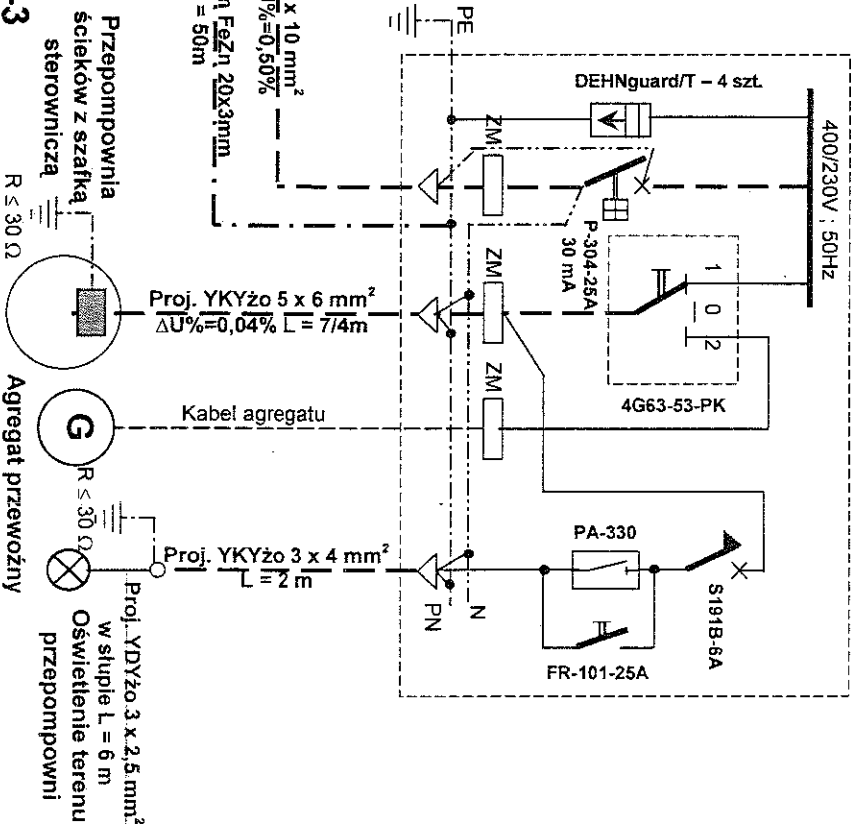 400/230V ; 50Hz
DEHNguard/T – 4 szt.
PE
ZM
P-304-25A
30 mA
1 0 2
4G63-53-PK
ZM
ZM
PA-330
S191B-6A
FR-101-25A
N
PN
x 10 mm²
%=0,50%
FeZn 20x3mm
= 50m
-3
Przepompownia
ścieków z szafką
sterowniczą
R ≤ 30 Ω
Proj. YKYżo 5 x 6 mm²
ΔU%=0,04% L = 7/4m
Kabel agregatu
G
Agregat przewoźny
R ≤ 30 Ω
Proj. YKYżo 3 x 4 mm²
L = 2 m
Proj. YDYżo 3 x 2,5 mm²
w słupie L = 6 m
Oświetlenie terenu
przepompowni